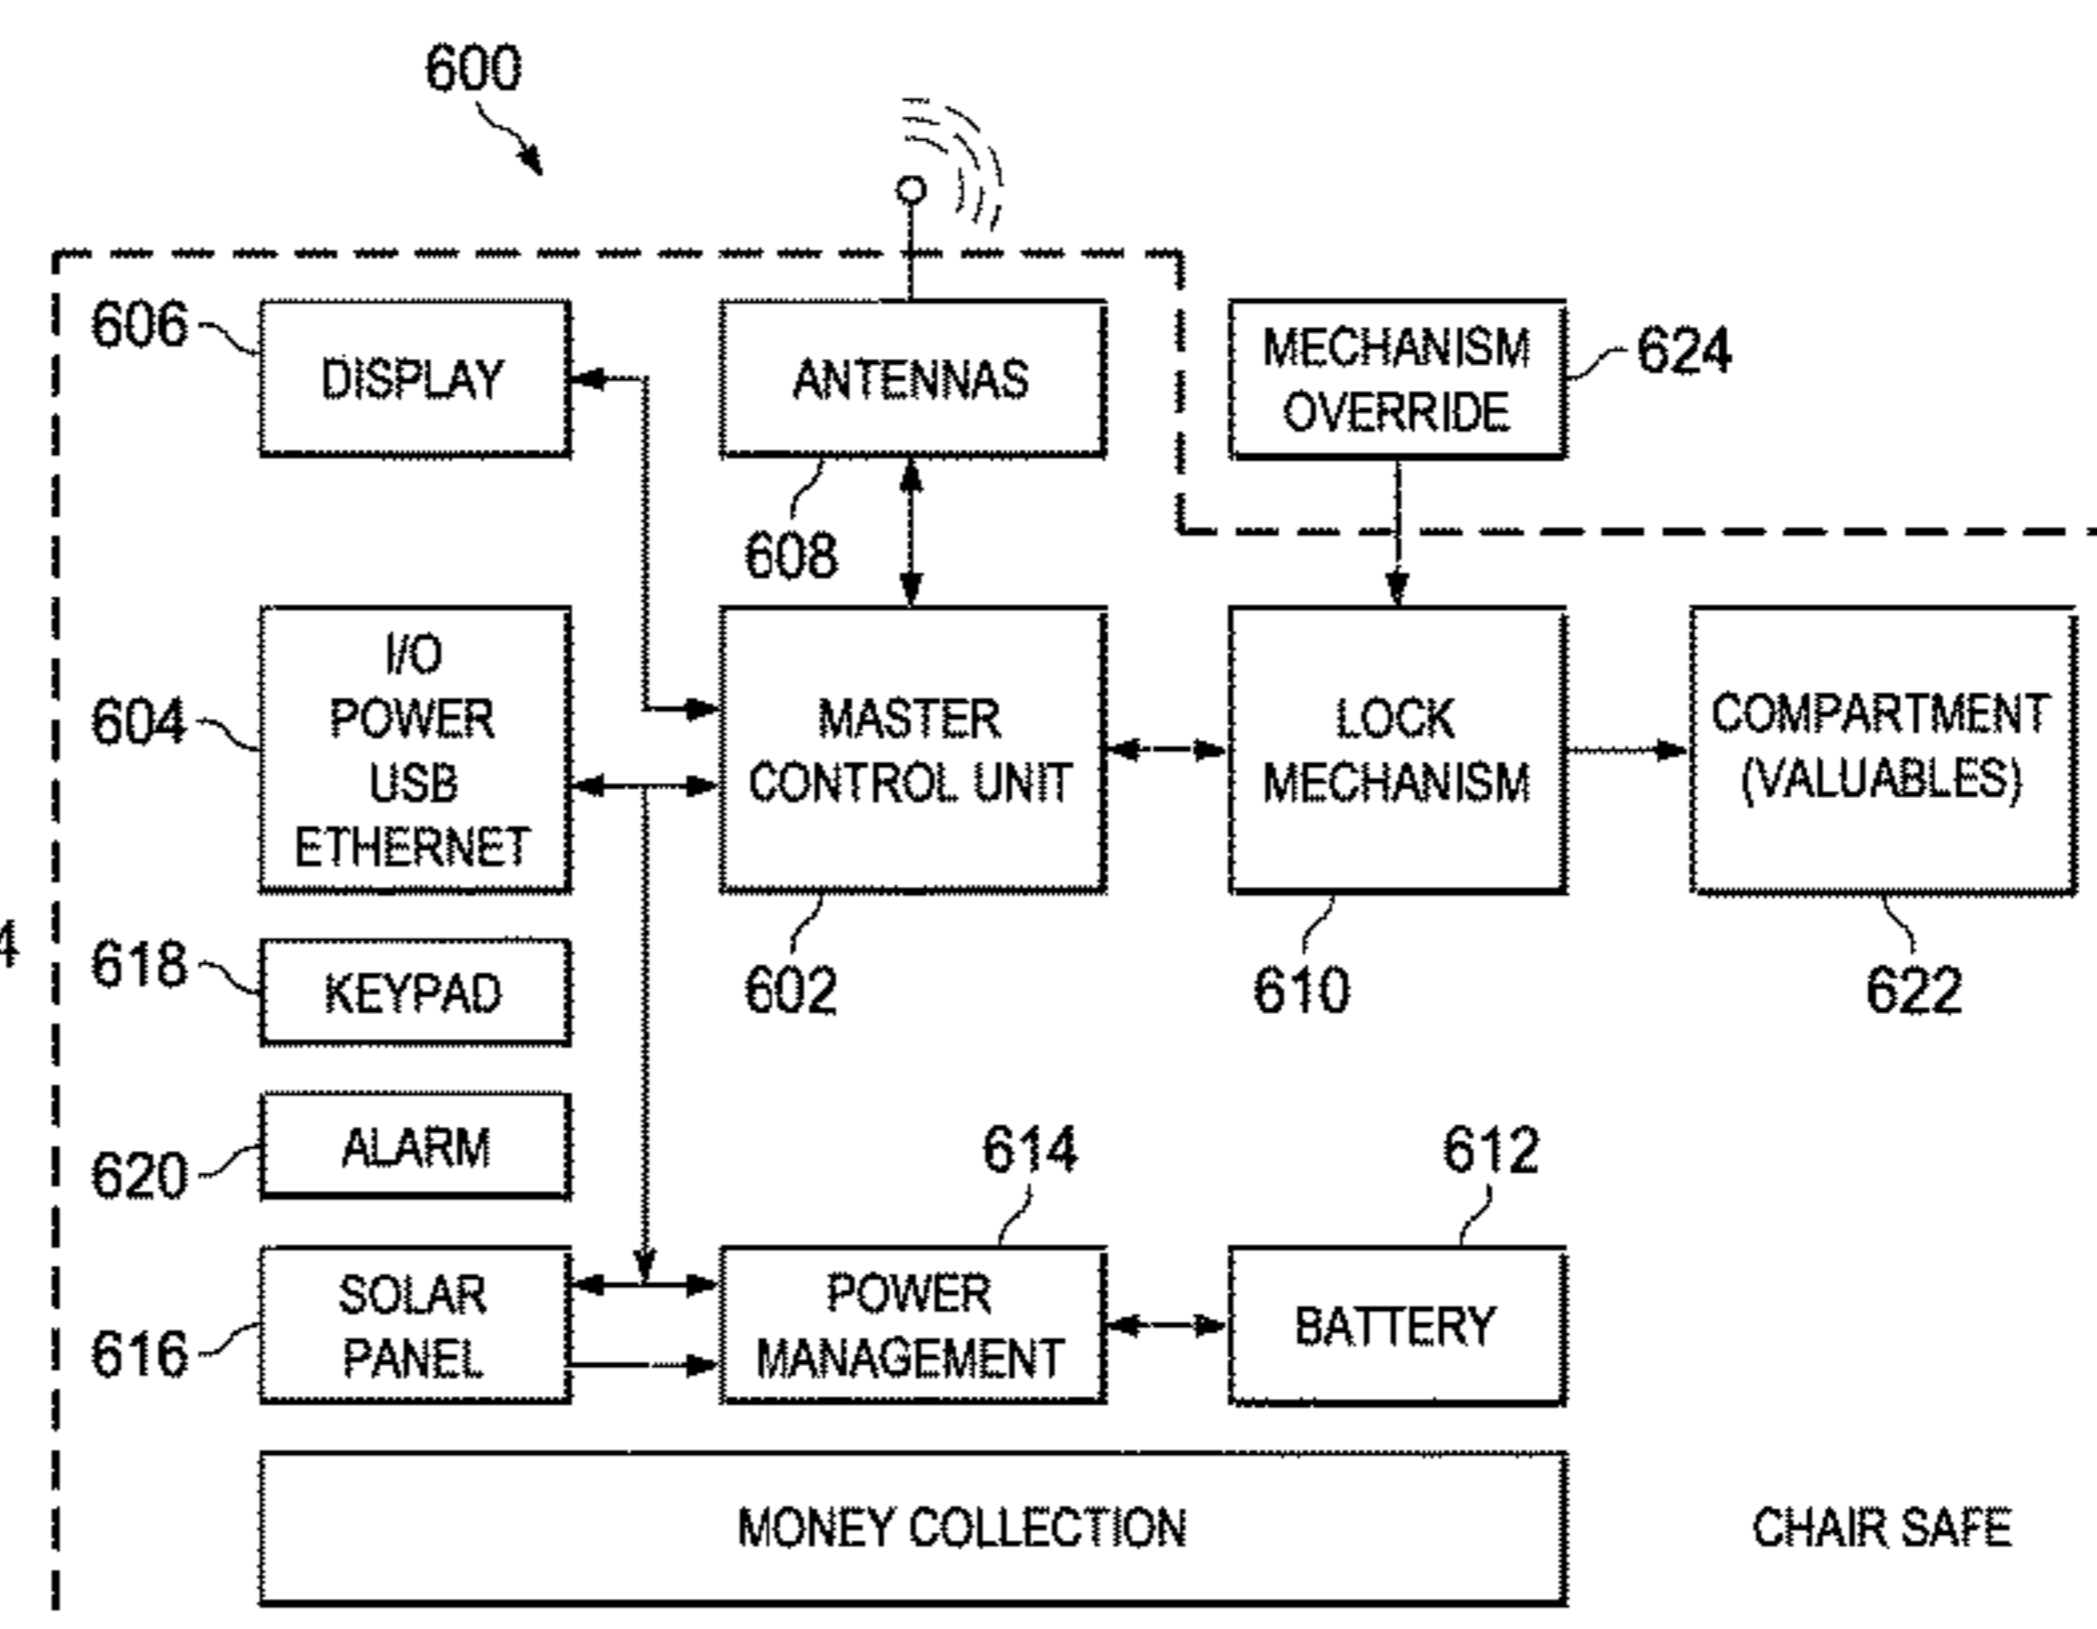 600
606
DISPLAY
ANTENNAS
MECHANISM
OVERRIDE
624
608
604
I/O
POWER
USB
ETHERNET
MASTER
CONTROL UNIT
LOCK
MECHANISM
COMPARTMENT
(VALUABLES)
4
618
KEYPAD
602
610
622
620
ALARM
614
612
616
SOLAR
PANEL
POWER
MANAGEMENT
BATTERY
MONEY COLLECTION
CHAIR SAFE